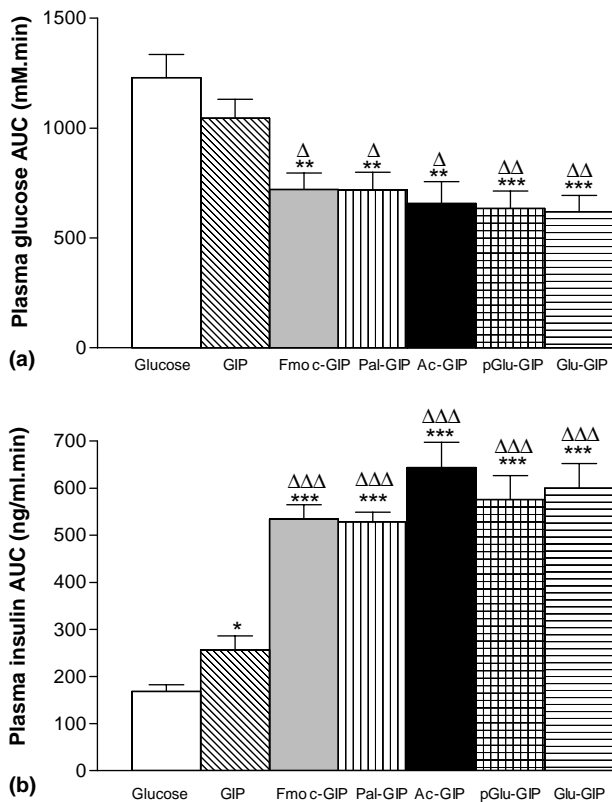 Plasma glucose AUC (mM.min)
1500
1000
500
0
Δ Δ Δ ΔΔ ΔΔ
** ** ** *** ***
(a)
Glucose GIP Fmoc-GIP Pal-GIP Ac-GIP pGlu-GIP Glu-GIP
Plasma insulin AUC (ng/ml.min)
700
600
500
400
300
200
100
0
ΔΔΔ ΔΔΔ ΔΔΔ ΔΔΔ ΔΔΔ
* *** *** *** *** ***
(b)
Glucose GIP Fmoc-GIP Pal-GIP Ac-GIP pGlu-GIP Glu-GIP